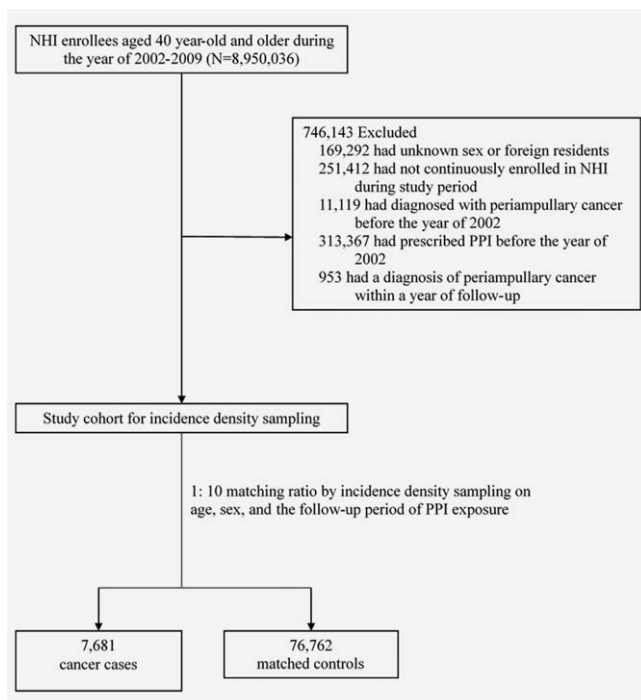 NHI enrollees aged 40 year-old and older during
the year of 2002-2009 (N=8,950,036)
746,143 Excluded
169,292 had unknown sex or foreign residents
251,412 had not continuously enrolled in NHI
during study period
11,119 had diagnosed with periampullary cancer
before the year of 2002
313,367 had prescribed PPI before the year of
2002
953 had a diagnosis of periampullary cancer
within a year of follow-up
Study cohort for incidence density sampling
1: 10 matching ratio by incidence density sampling on
age, sex, and the follow-up period of PPI exposure
7,681
cancer cases
76,762
matched controls